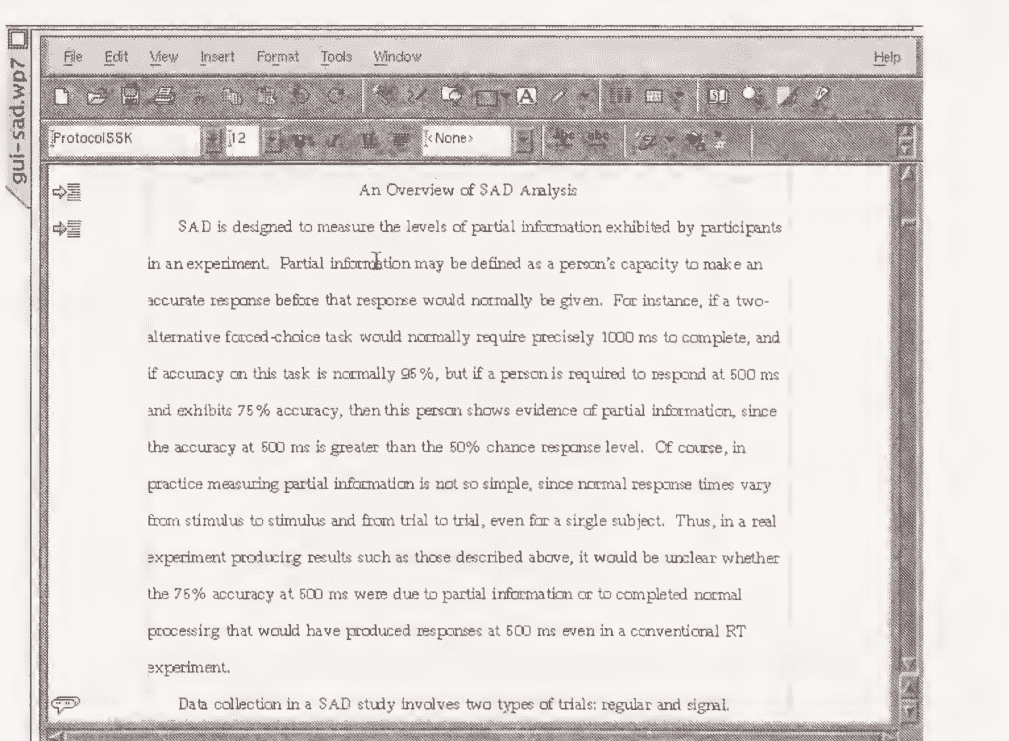 gui-sad.wp7
File Edit View Insert Format Tools Window Help
ProtocolSSK 12 <None>
An Overview of SAD Analysis
SAD is designed to measure the levels of partial information exhibited by participants
in an experiment. Partial information may be defined as a person's capacity to make an
accurate response before that response would normally be given. For instance, if a two-
alternative forced-choice task would normally require precisely 1000 ms to complete, and
if accuracy on this task is normally 95%, but if a person is required to respond at 500 ms
and exhibits 75% accuracy, then this person shows evidence of partial information, since
the accuracy at 500 ms is greater than the 50% chance response level. Of course, in
practice measuring partial information is not so simple, since normal response times vary
from stimulus to stimulus and from trial to trial, even for a single subject. Thus, in a real
experiment producing results such as those described above, it would be unclear whether
the 75% accuracy at 500 ms were due to partial information or to completed normal
processing that would have produced responses at 500 ms even in a conventional RT
experiment.
Data collection in a SAD study involves two types of trials: regular and signal.